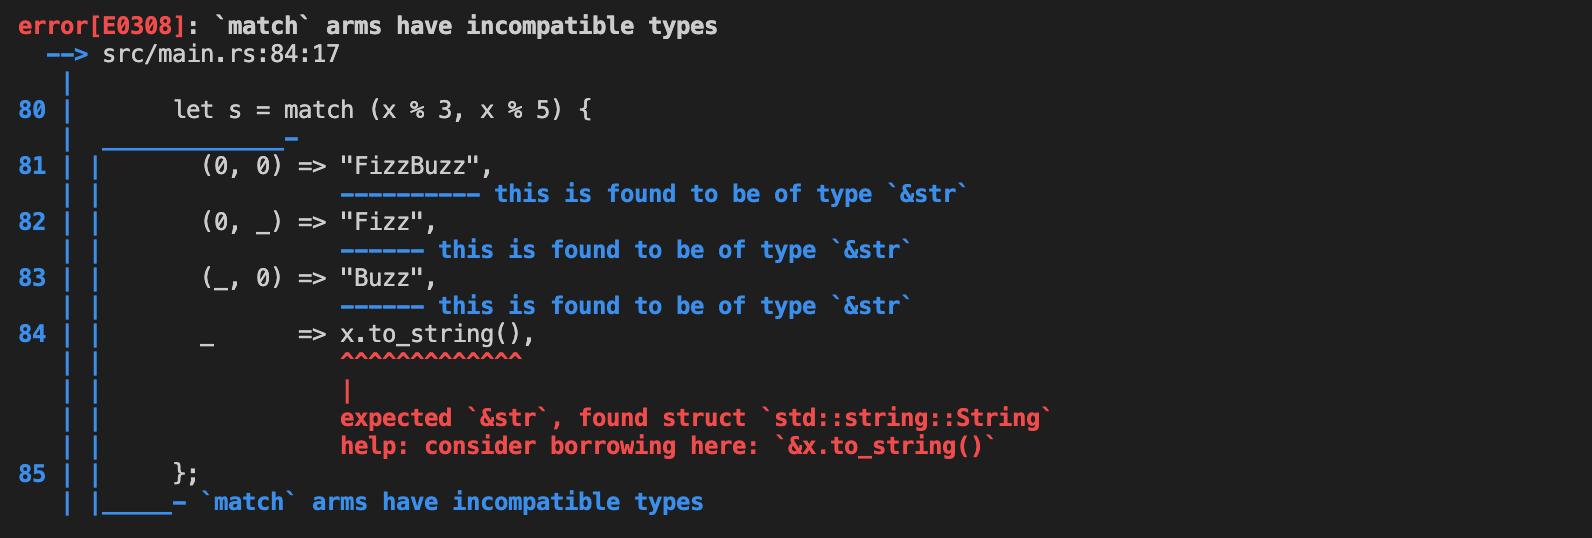 error[E0308]: `match` arms have incompatible types
  --> src/main.rs:84:17
   |
80 |       let s = match (x % 3, x % 5) {
   |  _____________-
81 | |       (0, 0) => "FizzBuzz",
   | |                 ---------- this is found to be of type `&str`
82 | |       (0, _) => "Fizz",
   | |                 ------ this is found to be of type `&str`
83 | |       (_, 0) => "Buzz",
   | |                 ------ this is found to be of type `&str`
84 | |       _      => x.to_string(),
   | |                 ^^^^^^^^^^^^^
   | |                 |
   | |                 expected `&str`, found struct `std::string::String`
   | |                 help: consider borrowing here: `&x.to_string()`
85 | |     };
   | |_____- `match` arms have incompatible types